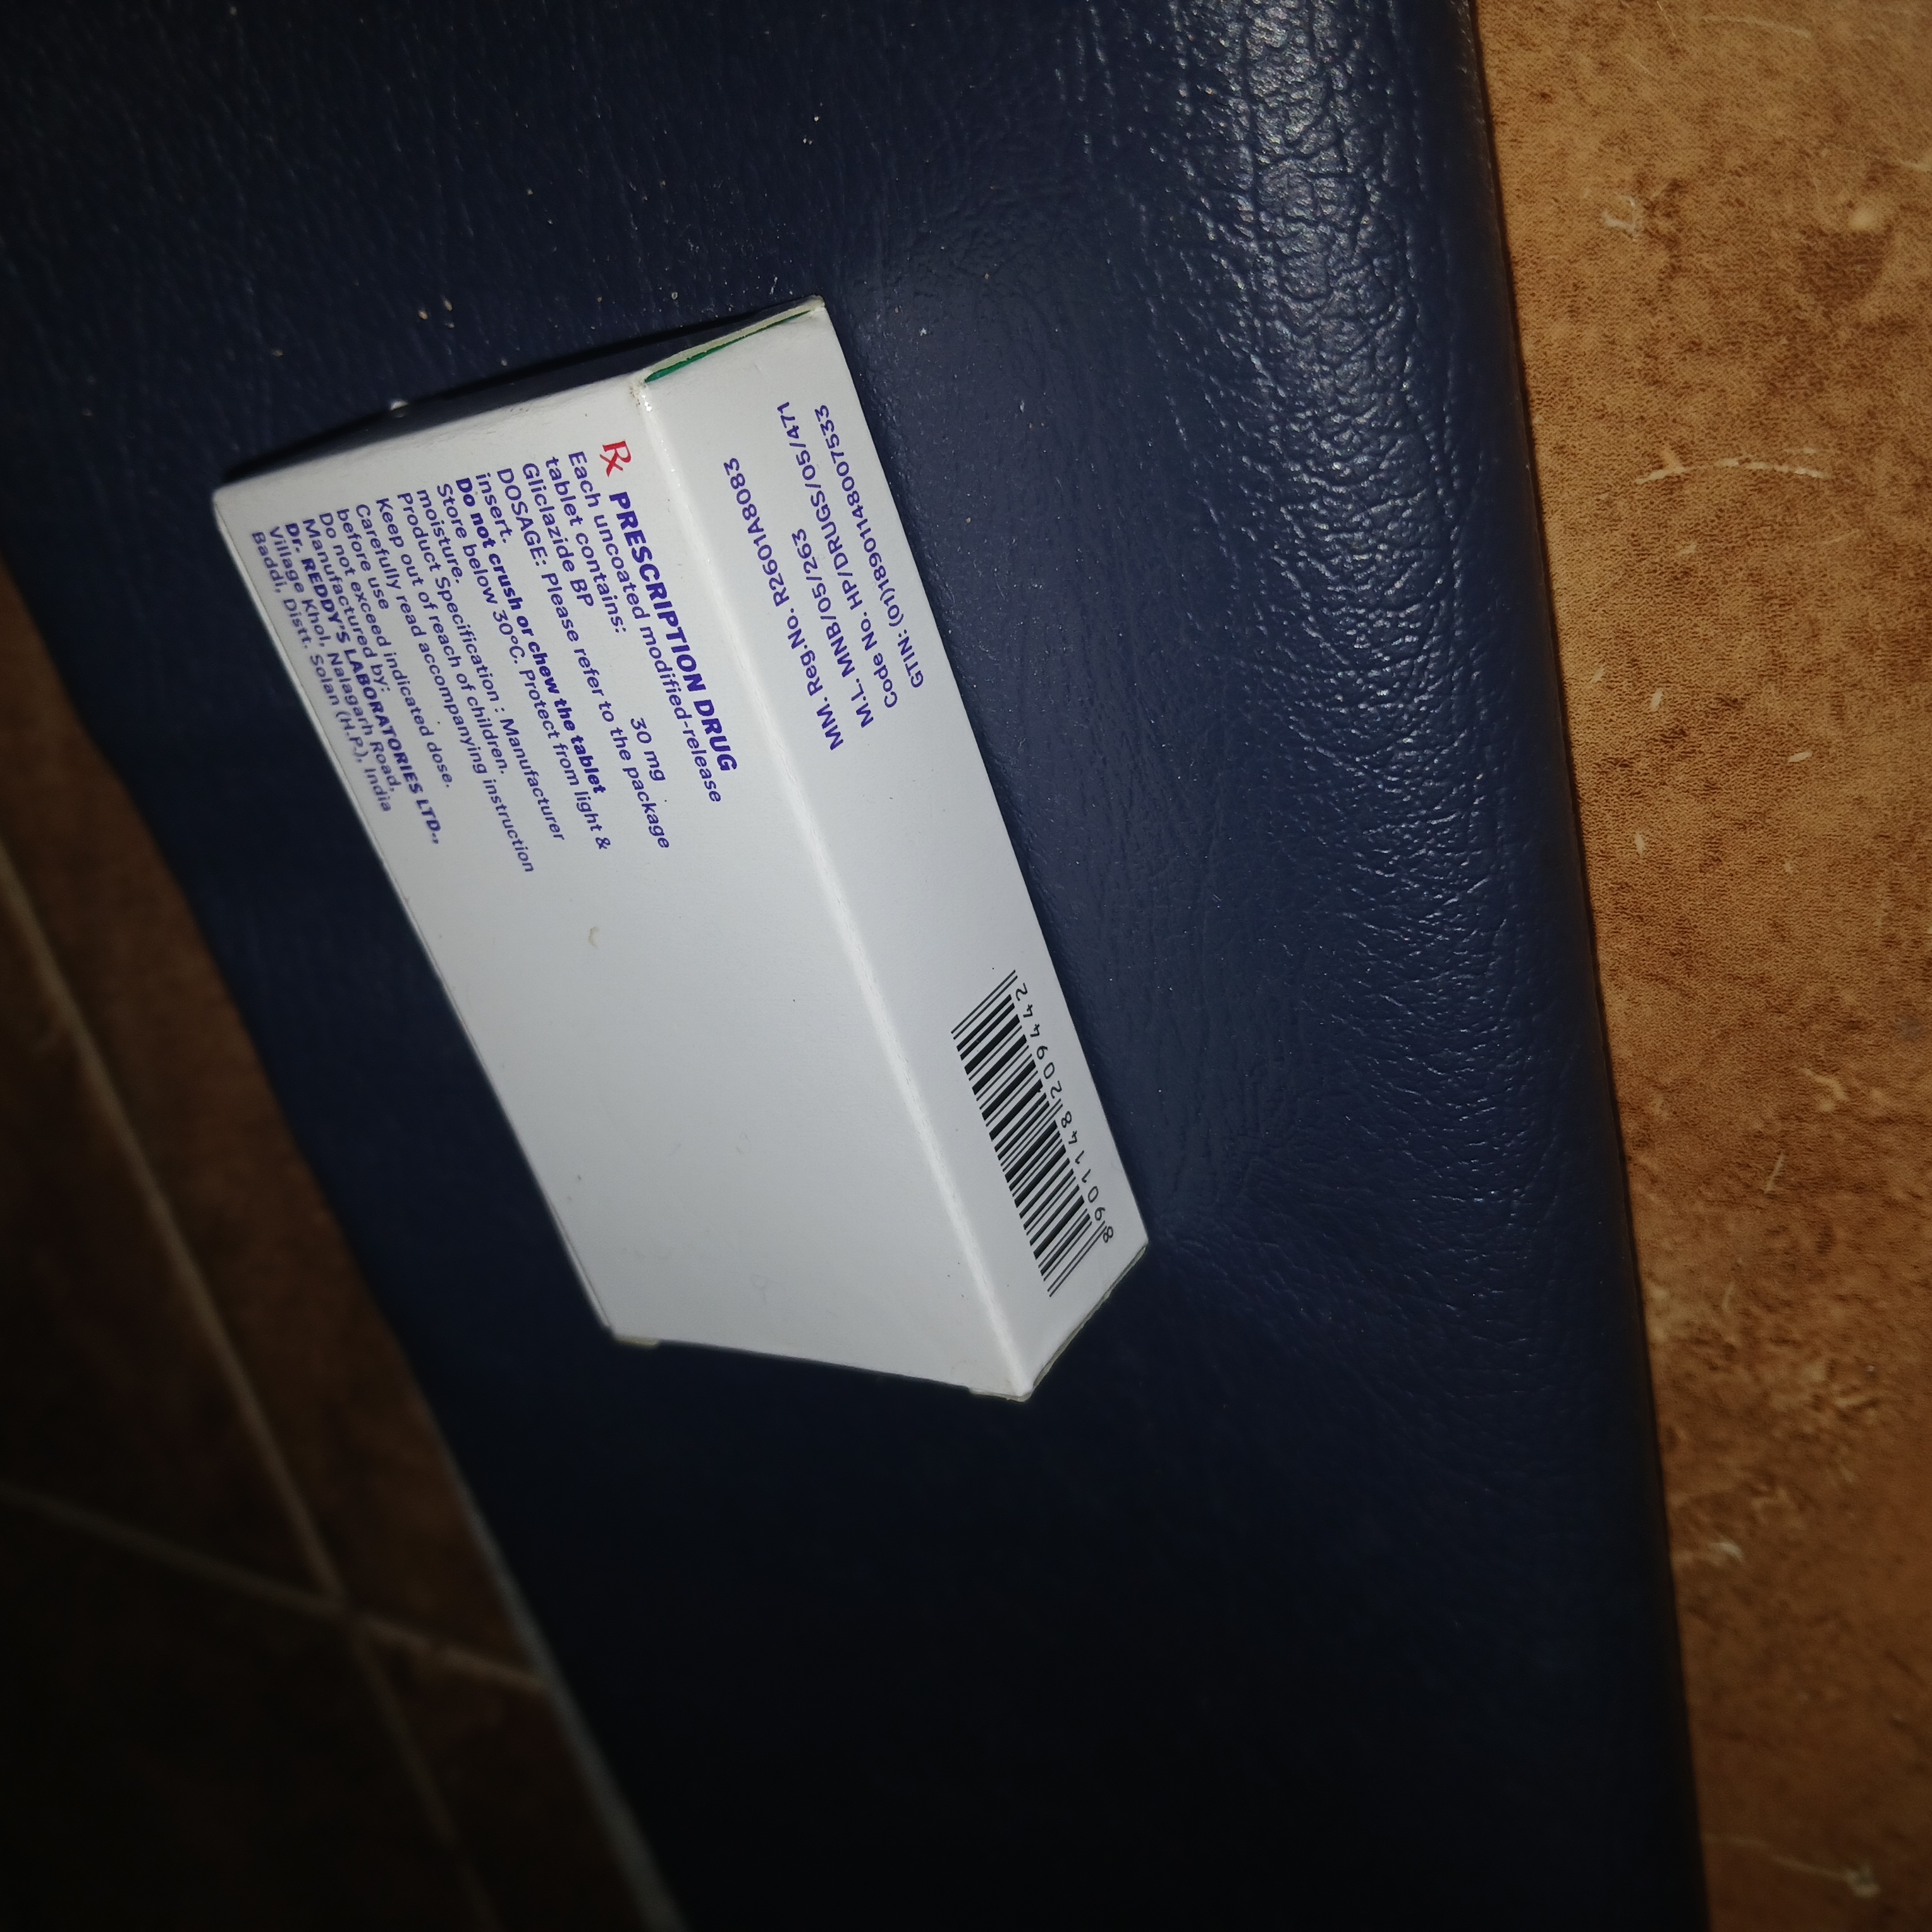 Rx PRESCRIPTION DRUG
Each uncoated modified-release
tablet contains:
Gliclazide BP 30 mg
DOSAGE: Please refer to the package
insert.
Do not crush or chew the tablet
Store below 30°C. Protect from light &
moisture.
Product Specification : Manufacturer
Keep out of reach of children.
Carefully read accompanying instruction
before use
Do not exceed indicated dose.
Manufactured by:
Dr. REDDY'S LABORATORIES LTD.,
Village Khol, Nalagarh Road,
Baddi, Distt. Solan (H.P.), India
MM. Reg.No. R2601A8083
M.L. MNB/05/263
Code No. HP/DRUGS/05/471
GTIN: (01)18901148007533
8901148209442